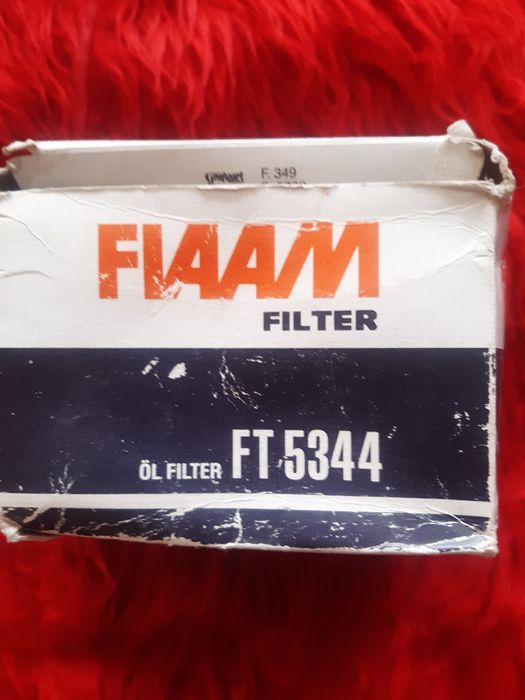 F. 349
FIAAM
FILTER
ÖL FILTER FT 5344